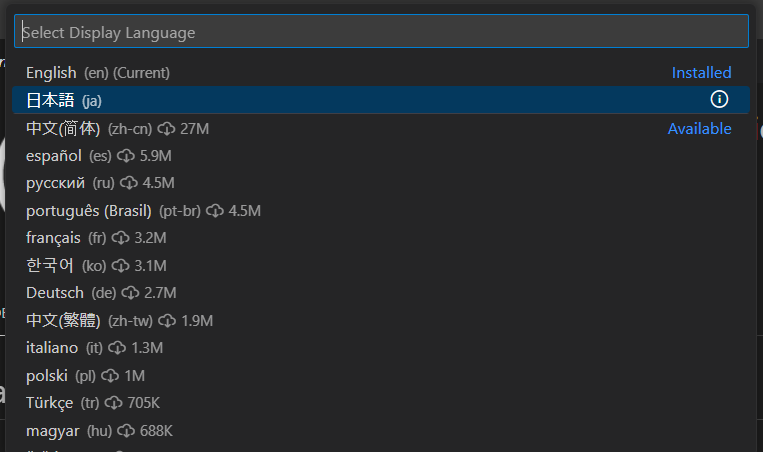 Select Display Language
English (en) (Current) Installed
日本語 (ja)
中文(简体) (zh-cn) 27M Available
español (es) 5.9M
русский (ru) 4.5M
português (Brasil) (pt-br) 4.5M
français (fr) 3.2M
한국어 (ko) 3.1M
Deutsch (de) 2.7M
中文(繁體) (zh-tw) 1.9M
italiano (it) 1.3M
polski (pl) 1M
Türkçe (tr) 705K
magyar (hu) 688K